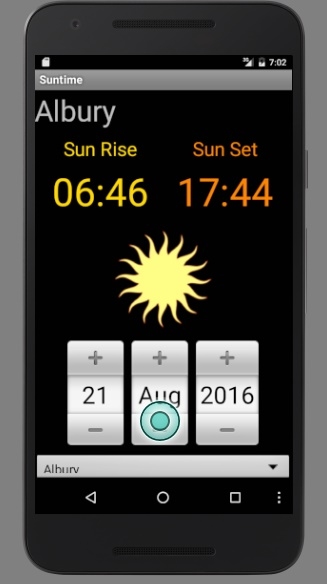 7:02
Suntime
Albury
Sun Rise Sun Set
06:46 17:44
+ + +
21 Aug 2016
- -
Albury